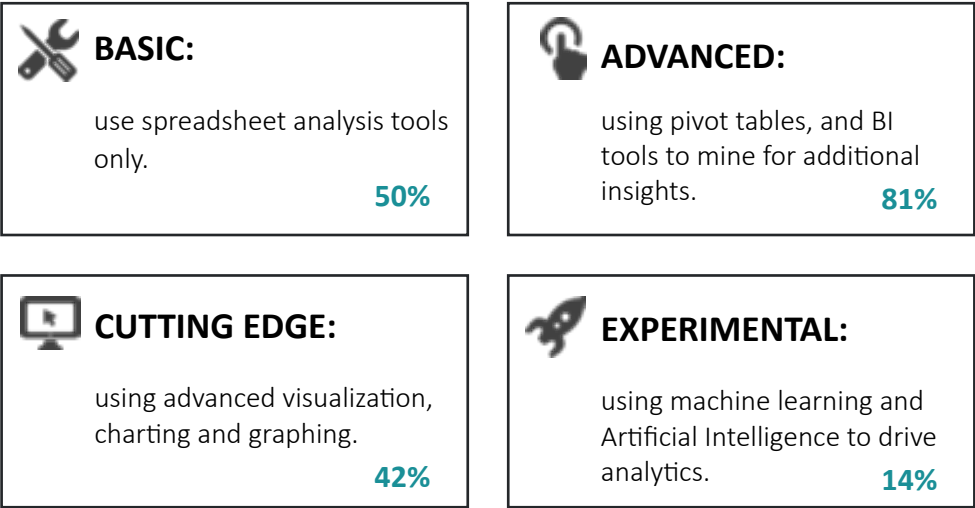 BASIC:
use spreadsheet analysis tools
only.
50%
ADVANCED:
using pivot tables, and BI
tools to mine for additional
insights.
81%
CUTTING EDGE:
using advanced visualization,
charting and graphing.
42%
EXPERIMENTAL:
using machine learning and
Artificial Intelligence to drive
analytics.
14%